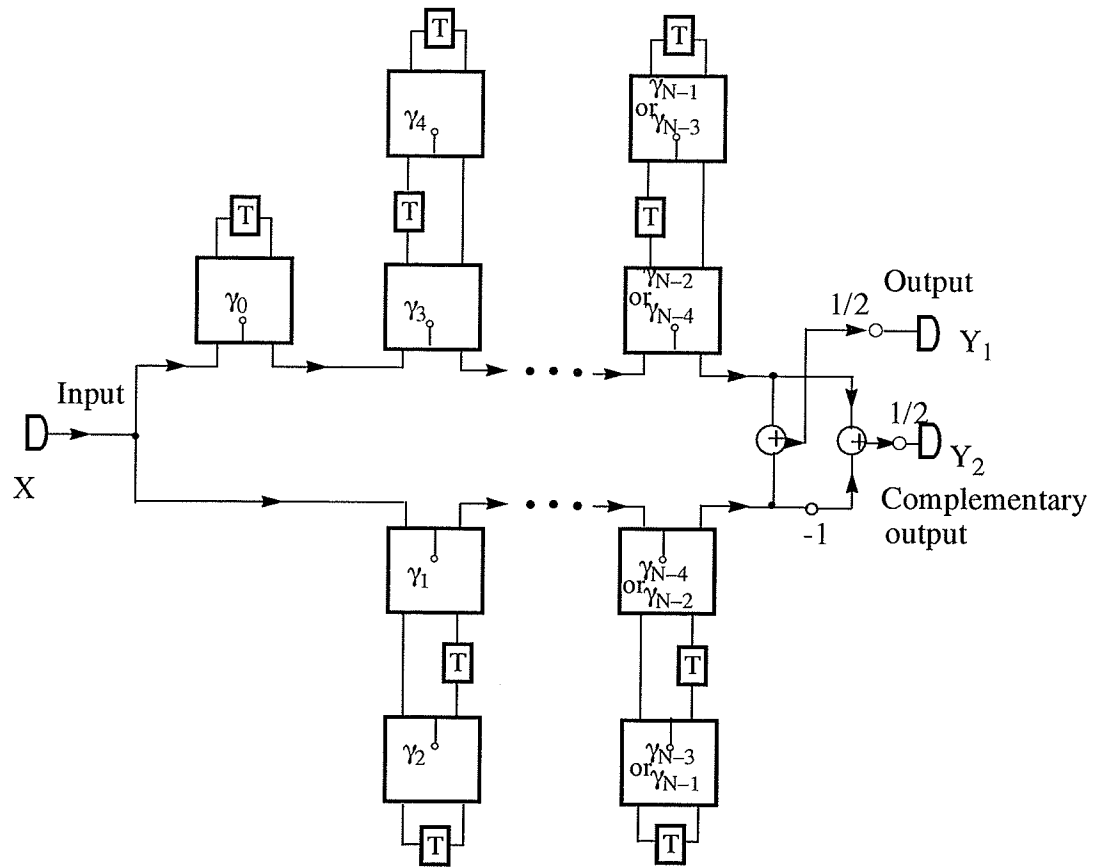 T
T
γ4
γN–1
or γN–3
T
T
T
γ0
γ3
γN–2
or γN–4
Output
1/2
Y1
Input
X
+
+
1/2
Y2
Complementary
output
-1
γ1
γN–4
or γN–2
T
T
γ2
γN–3
or γN–1
T
T